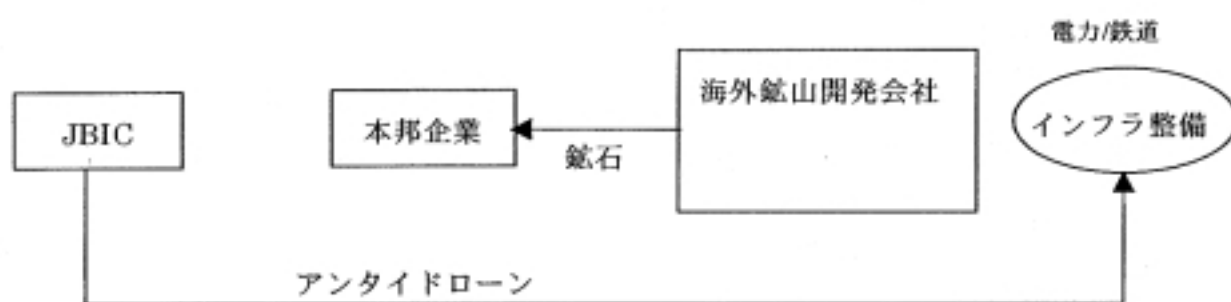 電力/鉄道
JBIC
本邦企業
鉱石
海外鉱山開発会社
インフラ整備
アンタイドローン